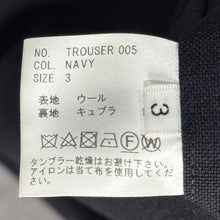 NO. TROUSER 005
COL. NAVY
SIZE 3
表地 ウール
裏地 キュプラ
3
P
W
タンブラー乾燥はお避け下さい
アイロンは当て布を使用して下さい